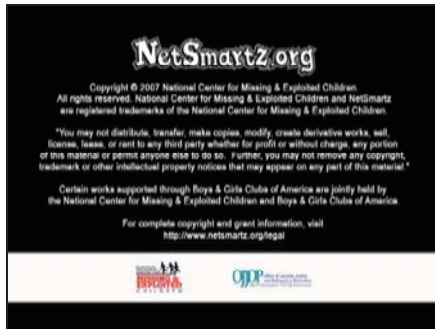 NetSmartz.org
Copyright © 2007 National Center for Missing & Exploited Children.
All rights reserved. National Center for Missing & Exploited Children and NetSmartz
are registered trademarks of the National Center for Missing & Exploited Children.
"You may not distribute, transfer, make copies, modify, create derivative works, sell,
license, lease, or rent to any third party whether for profit or without charge, any portion
of this material or permit anyone else to do so. Further, you may not remove any copyright,
trademark or other intellectual property notices that may appear on any part of this material."
Certain works supported through Boys & Girls Clubs of America are jointly held by
the National Center for Missing & Exploited Children and Boys & Girls Clubs of America.
For complete copyright and grant information, visit
http://www.netsmartz.org/legal
MISSING &
EXPLOITED
CHILDREN
OJJDP